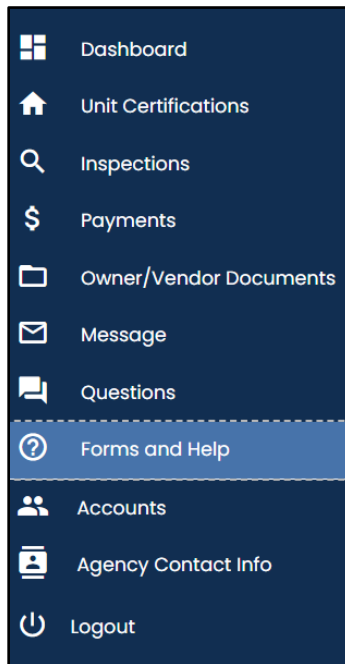 Dashboard
Unit Certifications
Inspections
$ Payments
Owner/Vendor Documents
Message
Questions
? Forms and Help
Accounts
Agency Contact Info
Logout